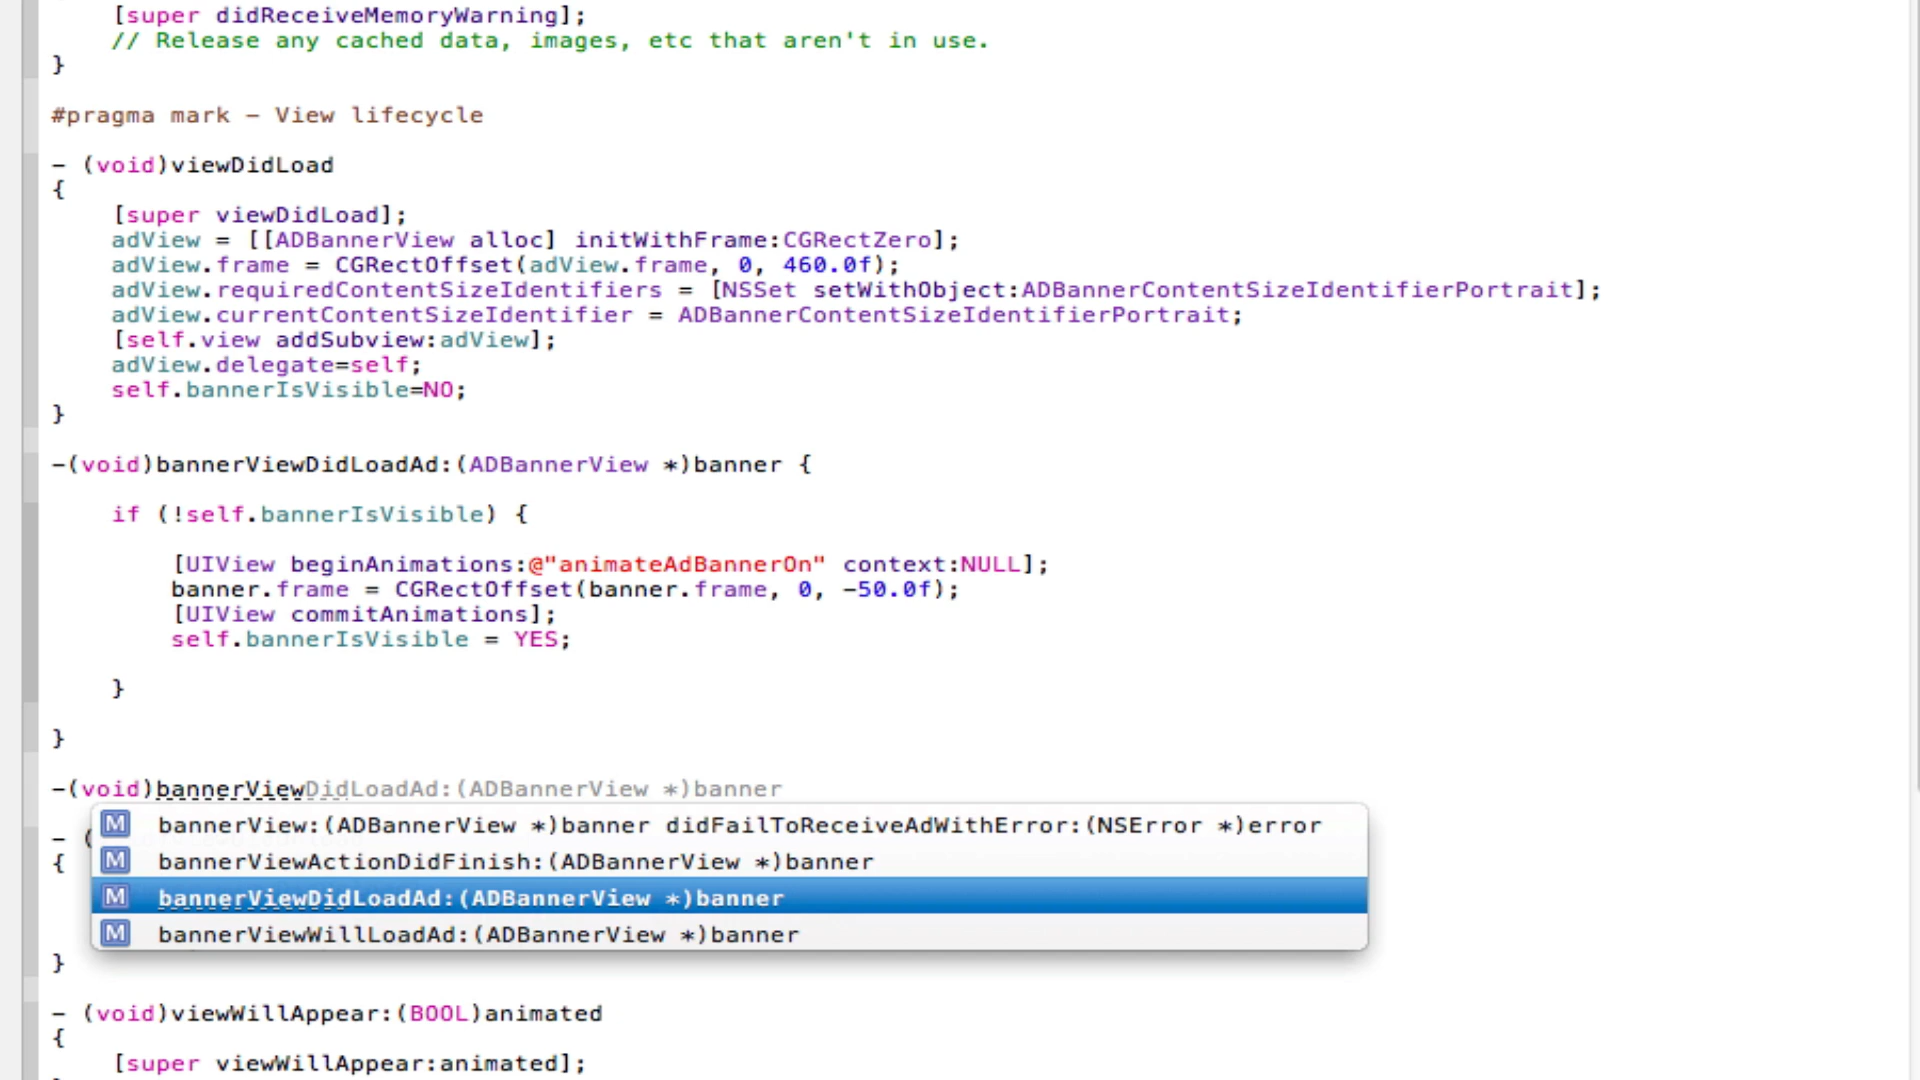 [super didReceiveMemoryWarning];
// Release any cached data, images, etc that aren't in use.
}
#pragma mark - View lifecycle
- (void)viewDidLoad
{
[super viewDidLoad];
adView = [[ADBannerView alloc] initWithFrame:CGRectZero];
adView.frame = CGRectOffset(adView.frame, 0, 460.0f);
adView.requiredContentSizeIdentifiers = [NSSet setWithObject:ADBannerContentSizeIdentifierPortrait];
adView.currentContentSizeIdentifier = ADBannerContentSizeIdentifierPortrait;
[self.view addSubview:adView];
adView.delegate=self;
self.bannerIsVisible=NO;
}
-(void)bannerViewDidLoadAd:(ADBannerView *)banner {
if (!self.bannerIsVisible) {
[UIView beginAnimations:@"animateAdBannerOn" context:NULL];
banner.frame = CGRectOffset(banner.frame, 0, -50.0f);
[UIView commitAnimations];
self.bannerIsVisible = YES;
}
}
-(void)bannerViewDidLoadAd:(ADBannerView *)banner
M bannerView:(ADBannerView *)banner didFailToReceiveAdWithError:(NSError *)error
- (
M bannerViewActionDidFinish:(ADBannerView *)banner
{
M bannerViewDidLoadAd:(ADBannerView *)banner
M bannerViewWillLoadAd:(ADBannerView *)banner
}
- (void)viewWillAppear:(BOOL)animated
{
[super viewWillAppear:animated];